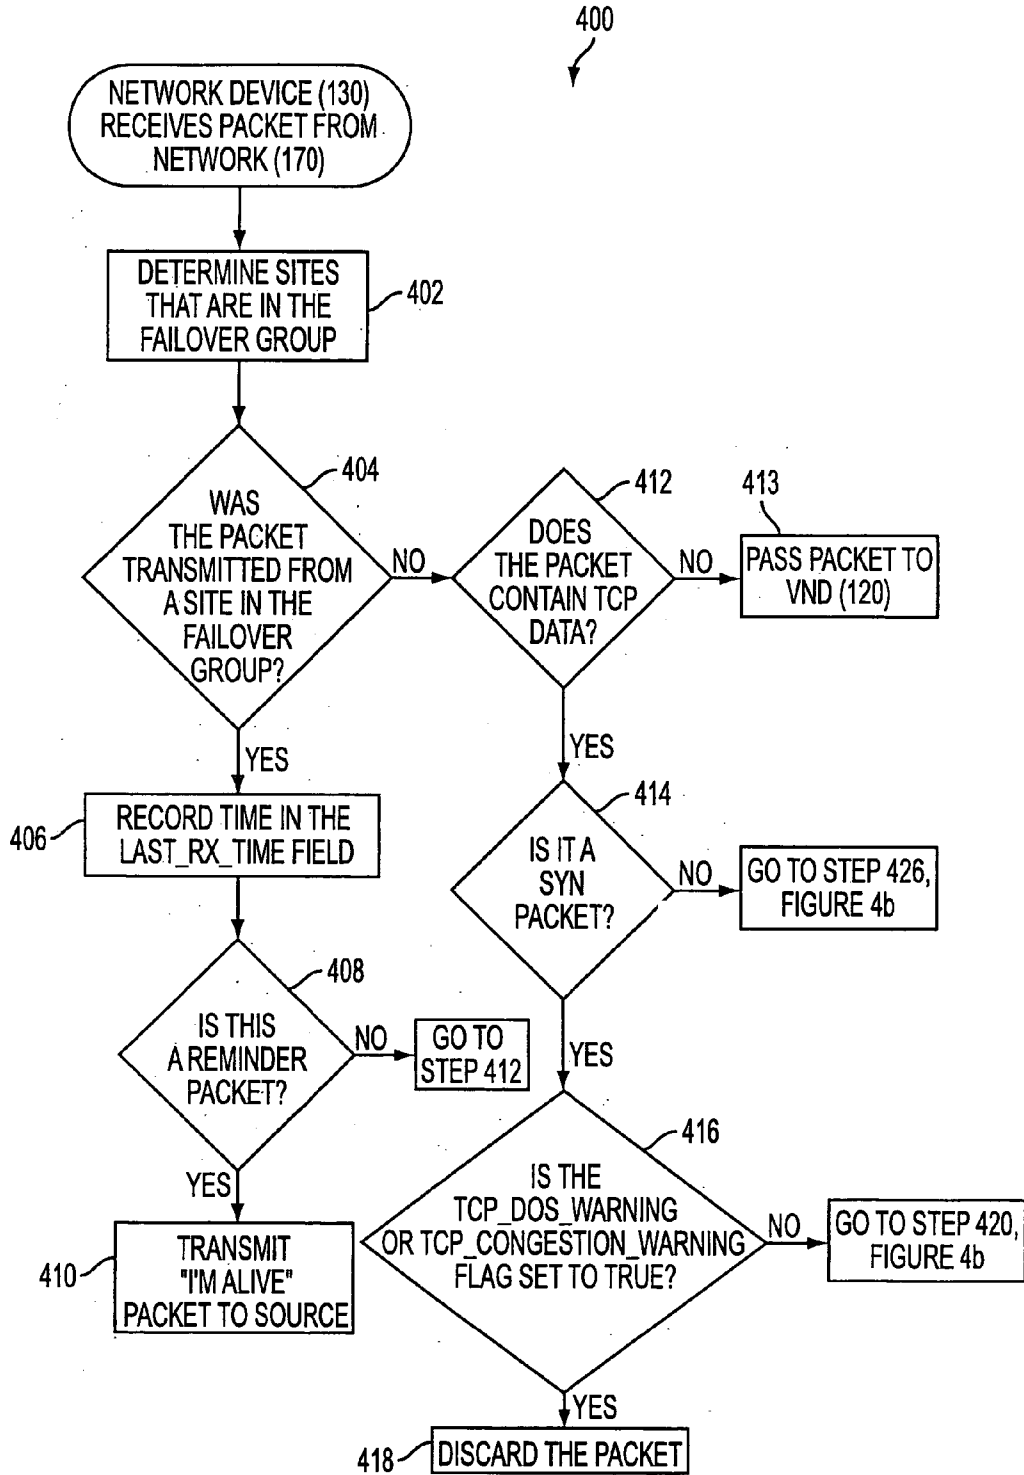 400
NETWORK DEVICE (130)
RECEIVES PACKET FROM
NETWORK (170)
DETERMINE SITES
THAT ARE IN THE
FAILOVER GROUP
402
404
WAS
THE PACKET
TRANSMITTED FROM
A SITE IN THE
FAILOVER
GROUP?
NO
YES
412
DOES
THE PACKET
CONTAIN TCP
DATA?
NO
YES
413
PASS PACKET TO
VND (120)
406
RECORD TIME IN THE
LAST_RX_TIME FIELD
414
IS IT A
SYN
PACKET?
NO
YES
GO TO STEP 426,
FIGURE 4b
408
IS THIS
A REMINDER
PACKET?
NO
YES
GO TO
STEP 412
410
TRANSMIT
"I'M ALIVE"
PACKET TO SOURCE
416
IS THE
TCP_DOS_WARNING
OR TCP_CONGESTION_WARNING
FLAG SET TO TRUE?
NO
YES
GO TO STEP 420,
FIGURE 4b
418
DISCARD THE PACKET